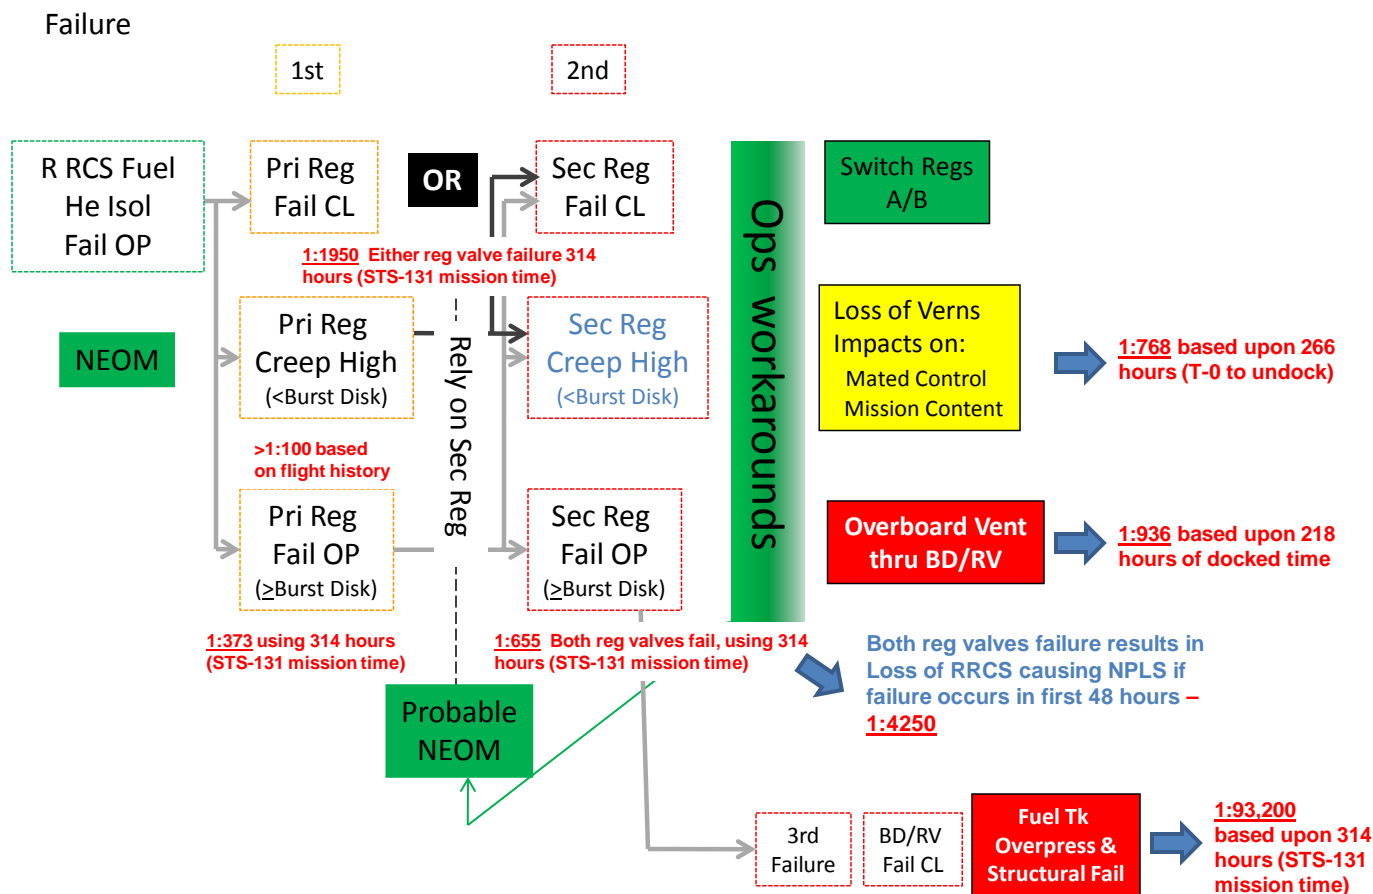 Failure
1st
2nd
R RCS Fuel
He Isol
Fail OP
Pri Reg
Fail CL
OR
Sec Reg
Fail CL
Switch Regs
A/B
1:1950 Either reg valve failure 314
hours (STS-131 mission time)
NEOM
Pri Reg
Creep High
(<Burst Disk)
Rely on Sec Reg
Sec Reg
Creep High
(<Burst Disk)
Ops workarounds
Loss of Verns
Impacts on:
Mated Control
Mission Content
1:768 based upon 266
hours (T-0 to undock)
>1:100 based
on flight history
Pri Reg
Fail OP
(≥Burst Disk)
Sec Reg
Fail OP
(≥Burst Disk)
Overboard Vent
thru BD/RV
1:936 based upon 218
hours of docked time
1:373 using 314 hours
(STS-131 mission time)
1:655 Both reg valves fail, using 314
hours (STS-131 mission time)
Both reg valves failure results in
Loss of RRCS causing NPLS if
failure occurs in first 48 hours –
1:4250
Probable
NEOM
3rd
Failure
BD/RV
Fail CL
Fuel Tk
Overpress &
Structural Fail
1:93,200
based upon 314
hours (STS-131
mission time)